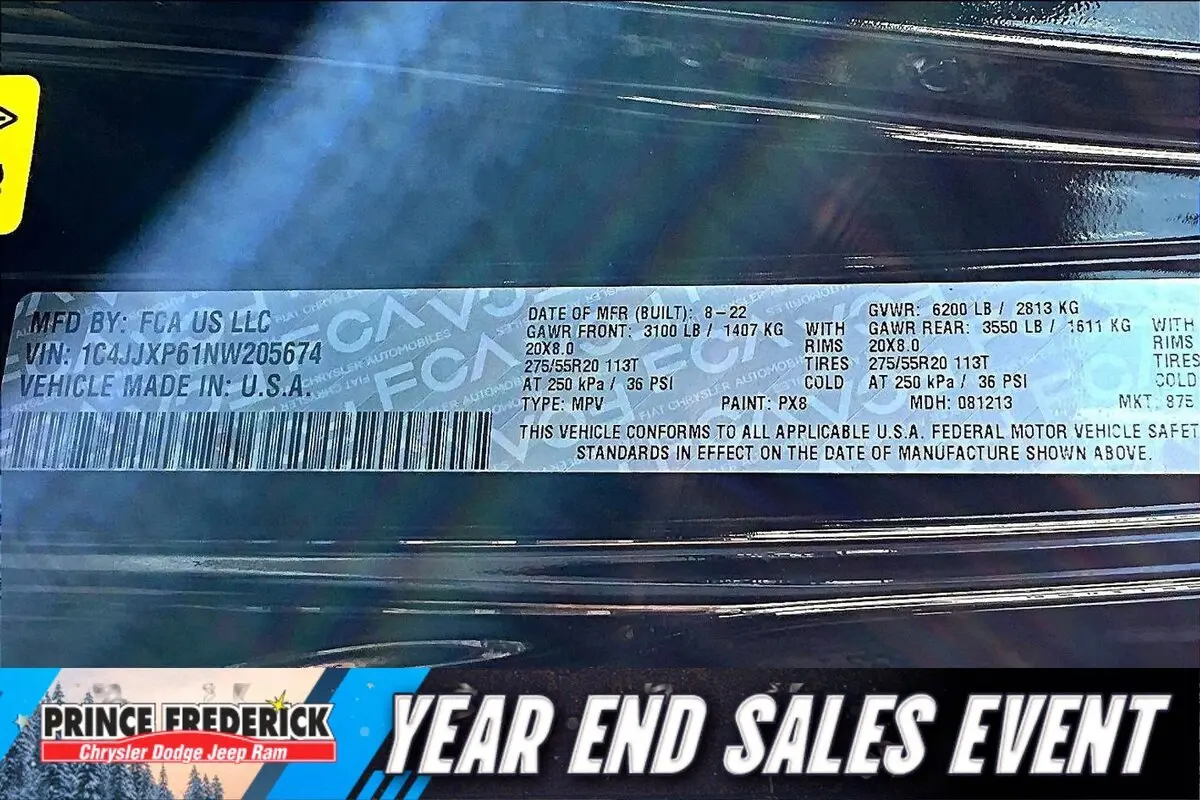 MFD BY: FCA US LLC
VIN: 1C4JJXP61NW205674
VEHICLE MADE IN: U.S.A.
DATE OF MFR (BUILT): 8-22
GVWR: 6200 LB / 2813 KG
GAWR FRONT: 3100 LB / 1407 KG WITH
GAWR REAR: 3550 LB / 1611 KG WITH
20X8.0 RIMS
20X8.0 RIMS
275/55R20 113T TIRES
275/55R20 113T TIRES
AT 250 kPa / 36 PSI COLD
AT 250 kPa / 36 PSI COLD
TYPE: MPV PAINT: PX8 MDH: 081213 MKT: 875
THIS VEHICLE CONFORMS TO ALL APPLICABLE U.S.A. FEDERAL MOTOR VEHICLE SAFET
STANDARDS IN EFFECT ON THE DATE OF MANUFACTURE SHOWN ABOVE.
PRINCE FREDERICK
Chrysler Dodge Jeep Ram
YEAR END SALES EVENT